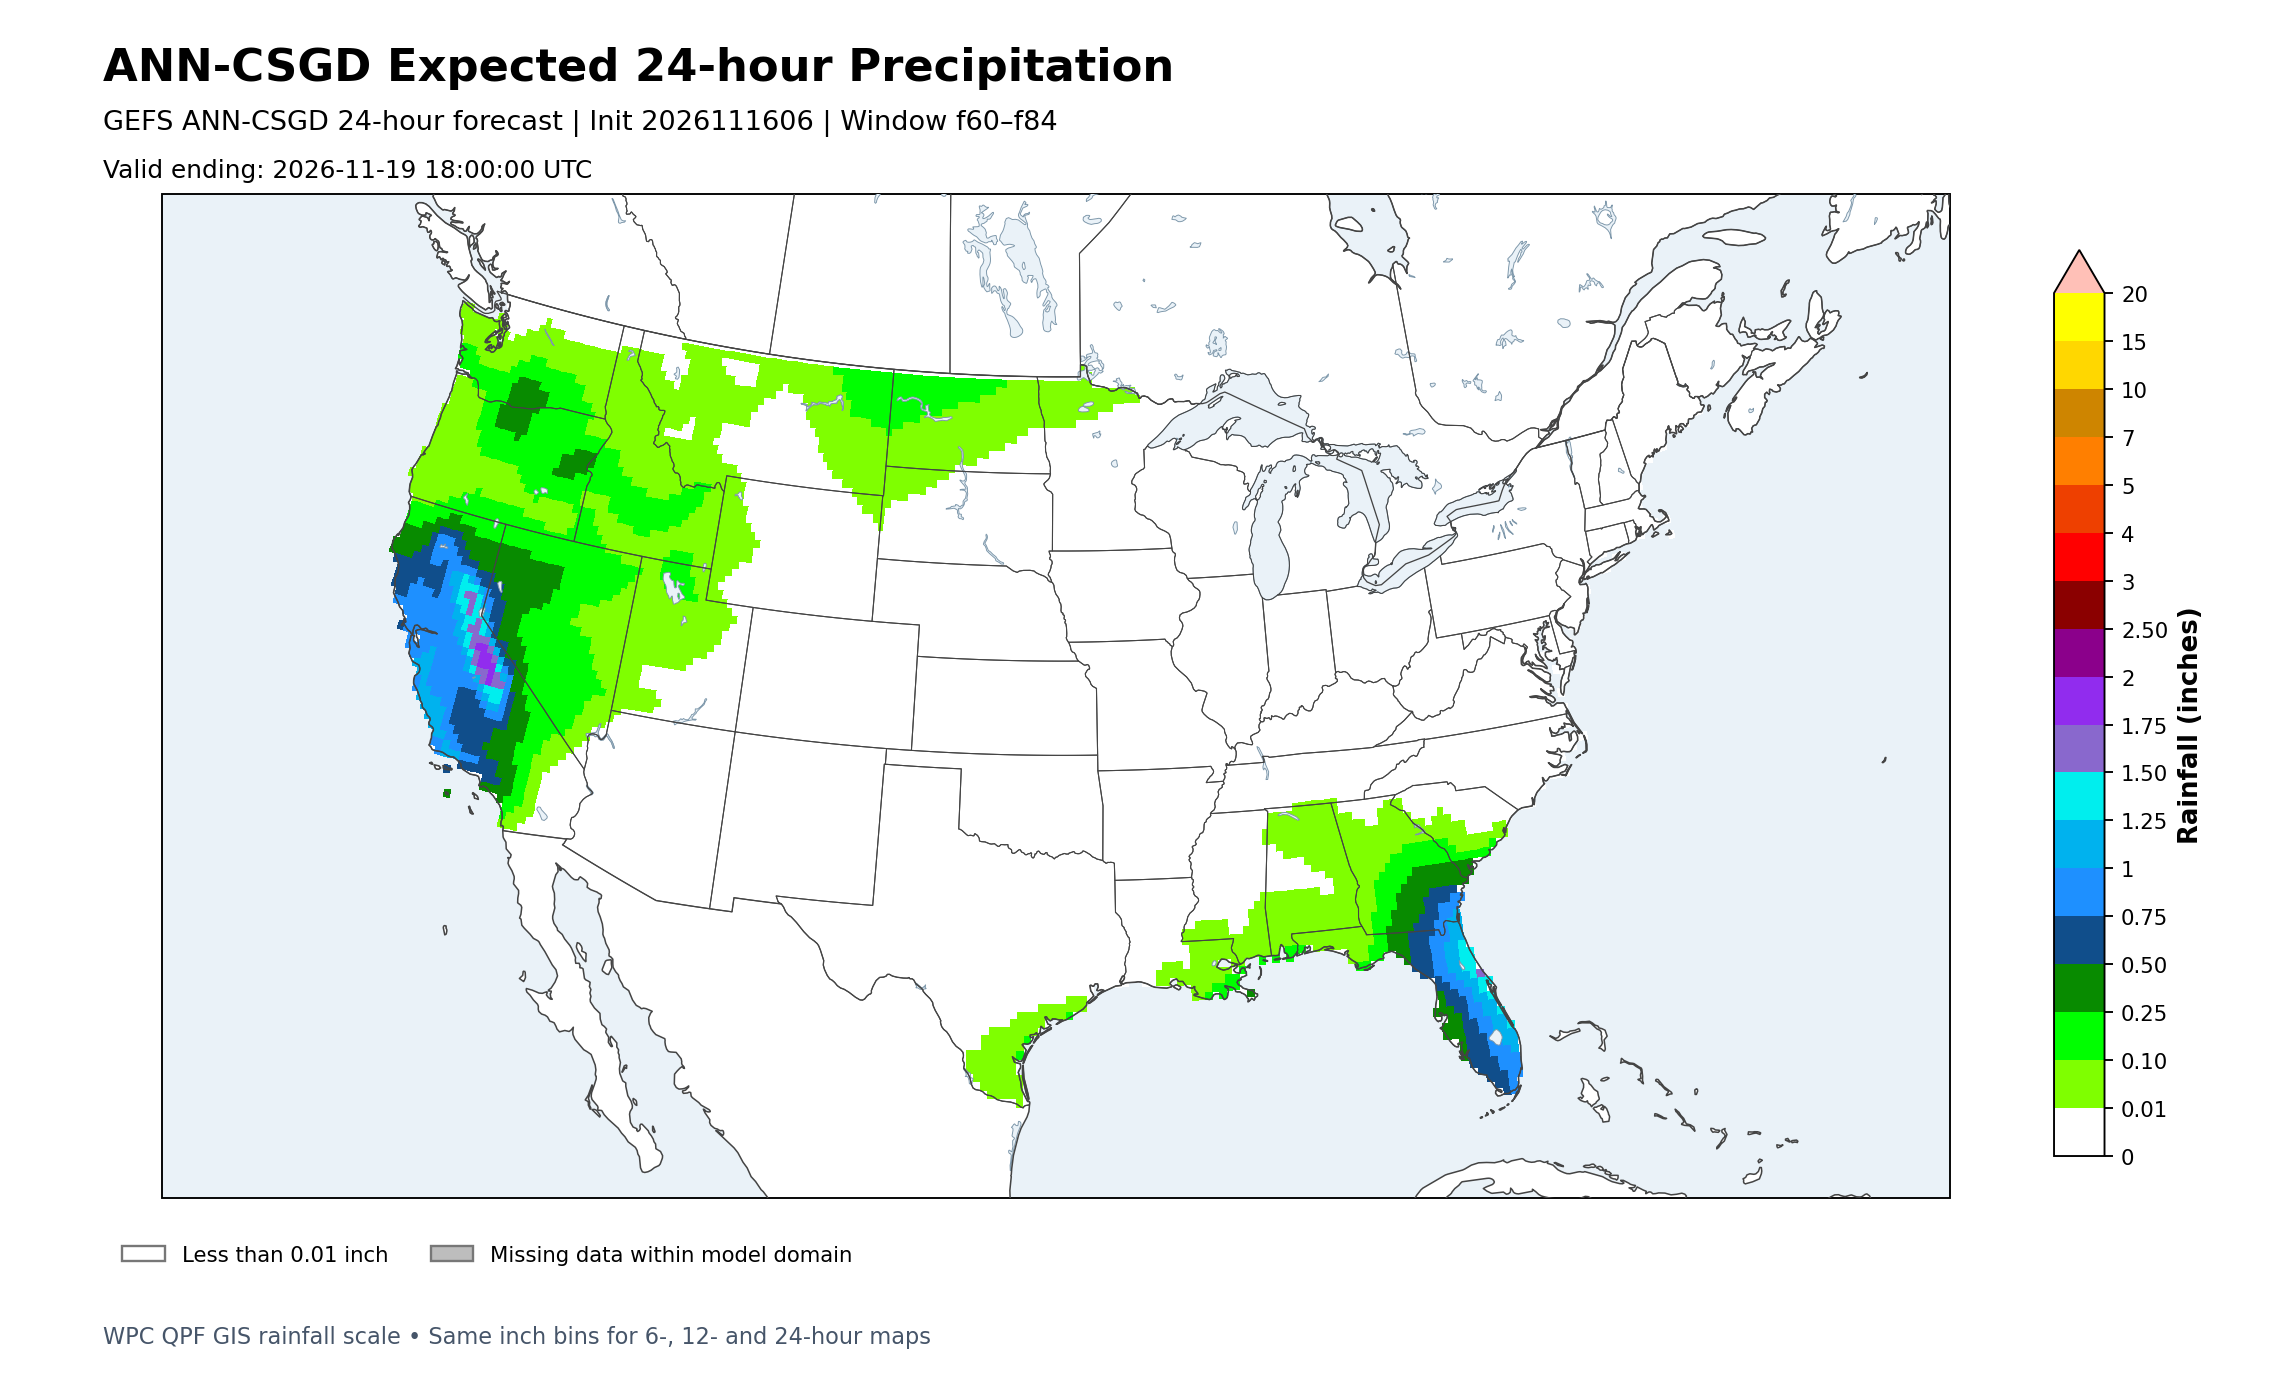 ANN-CSGD Expected 24-hour Precipitation
GEFS ANN-CSGD 24-hour forecast | Init 2026111606 | Window f60–f84
Valid ending: 2026-11-19 18:00:00 UTC
20
15
10
7
5
4
3
2.50
2
1.75
1.50
1.25
1
0.75
0.50
0.25
0.10
0.01
0
Rainfall (inches)
Less than 0.01 inch
Missing data within model domain
WPC QPF GIS rainfall scale • Same inch bins for 6-, 12- and 24-hour maps